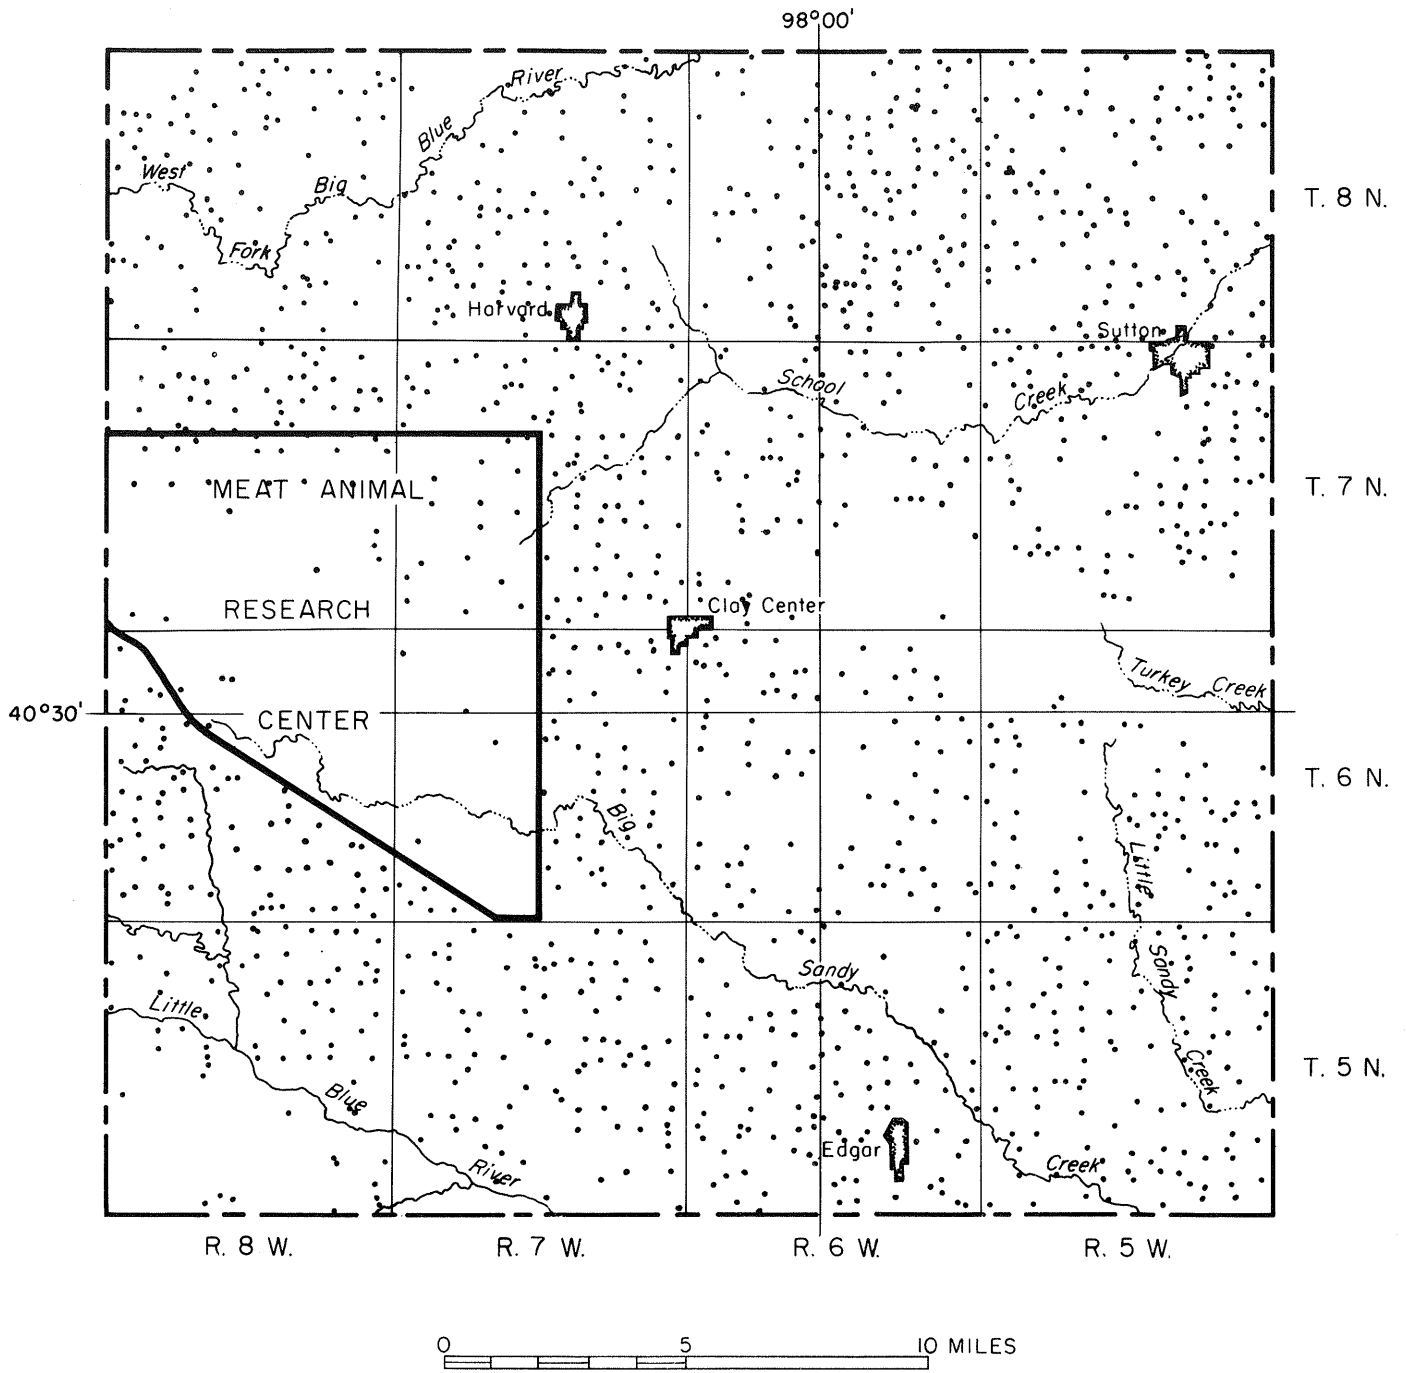 98°00'
River
Blue
West
Big
Fork
T. 8 N.
Harvard
Sutton
School
Creek
MEAT ANIMAL
T. 7 N.
RESEARCH
Clay Center
Turkey Creek
40°30'
CENTER
T. 6 N.
Big
Little
Sandy
Sandy
Little
Creek
T. 5 N.
Blue
Edgar
Creek
River
R. 8 W. R. 7 W. R. 6 W. R. 5 W.
0 5 10 MILES